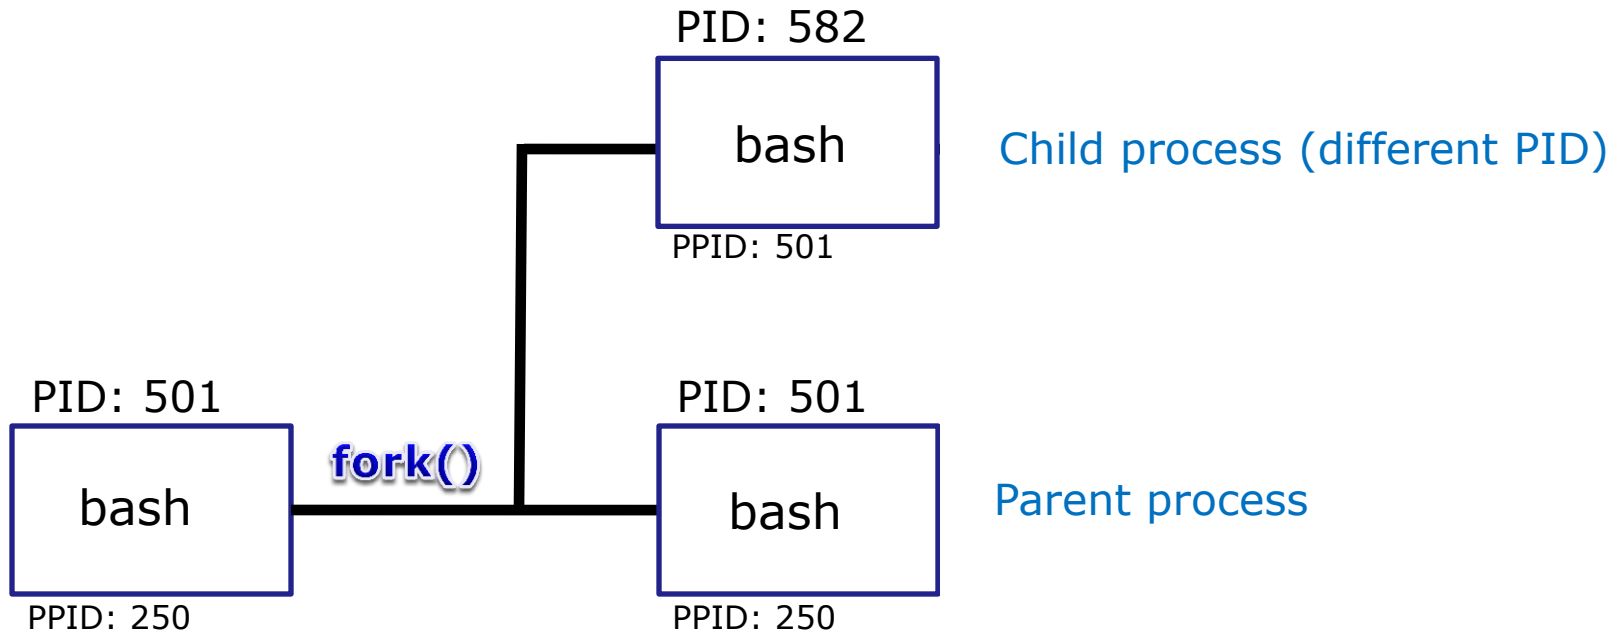 PID: 582
bash
Child process (different PID)
PPID: 501
PID: 501
bash
PPID: 250
fork()
PID: 501
bash
Parent process
PPID: 250